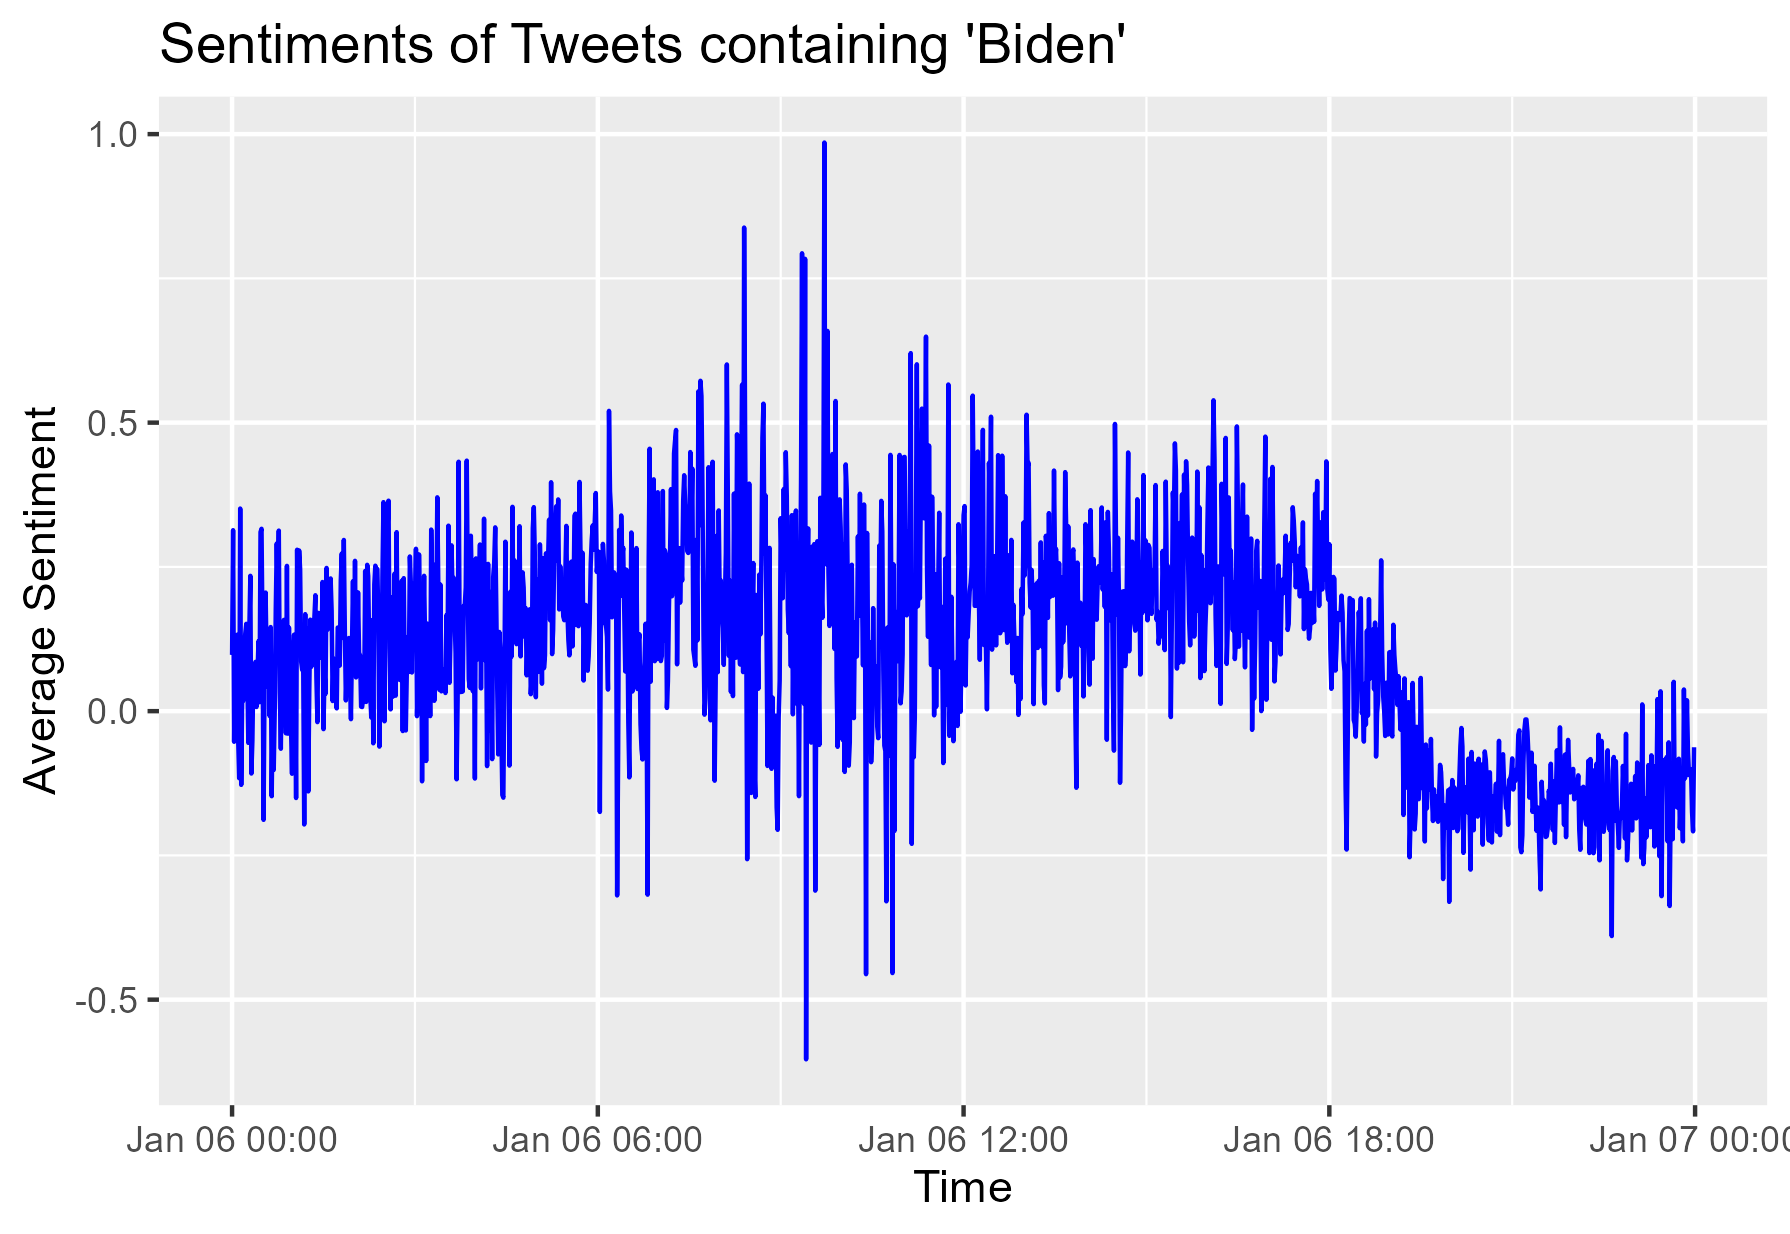 Sentiments of Tweets containing 'Biden'
Average Sentiment
1.0
0.5
0.0
-0.5
Jan 06 00:00 Jan 06 06:00 Jan 06 12:00 Jan 06 18:00 Jan 07 00:00
Time